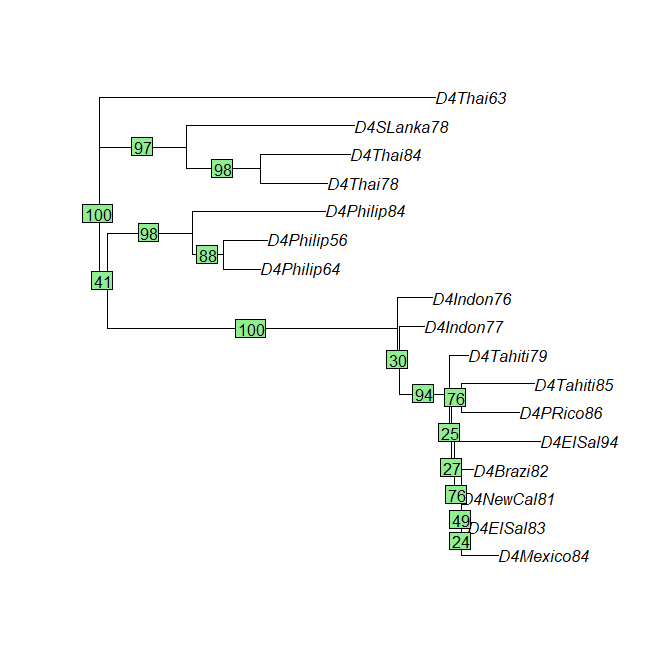 D4Thai63
D4SLanka78
97
D4Thai84
98
D4Thai78
100
D4Philip84
98
D4Philip56
88
D4Philip64
41
D4Indon76
100
D4Indon77
D4Tahiti79
30
D4Tahiti85
94
76
D4PRico86
25
D4ElSal94
27
D4Brazi82
76
D4NewCal81
49
D4ElSal83
24
D4Mexico84